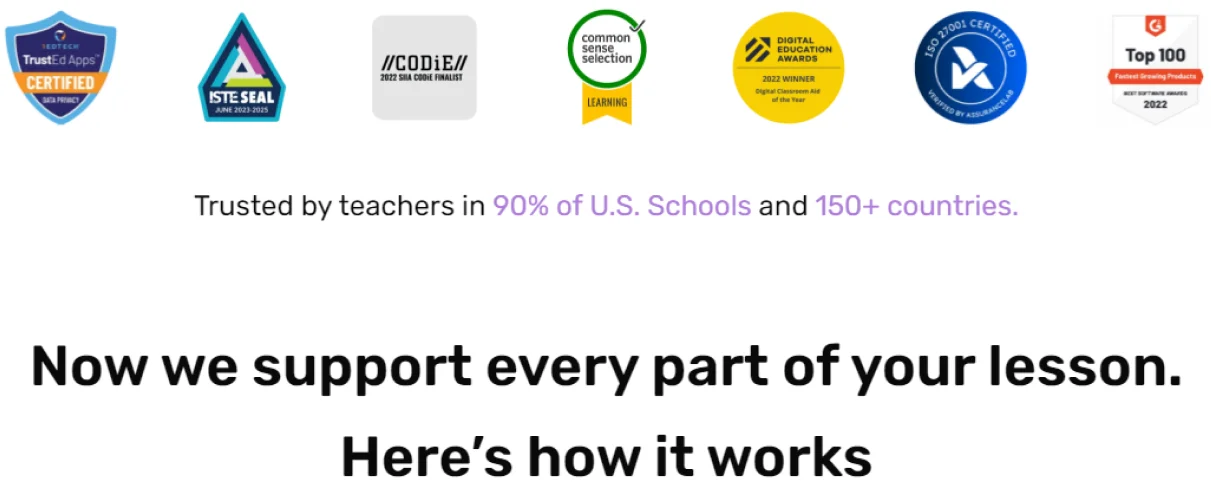 1EDTECH
TrustEd Apps™
CERTIFIED
DATA PRIVACY
ISTE SEAL
JUNE 2023-2025
//CODiE//
2022 SIIA CODiE FINALIST
common
sense
selection
LEARNING
DIGITAL
EDUCATION
AWARDS
2022 WINNER
Digital Classroom Aid
of the Year
ISO 27001 CERTIFIED
VERIFIED BY ASSURANCELAB
Top 100
Fastest Growing Products
BEST SOFTWARE AWARDS
2022
Trusted by teachers in 90% of U.S. Schools and 150+ countries.
Now we support every part of your lesson.
Here's how it works